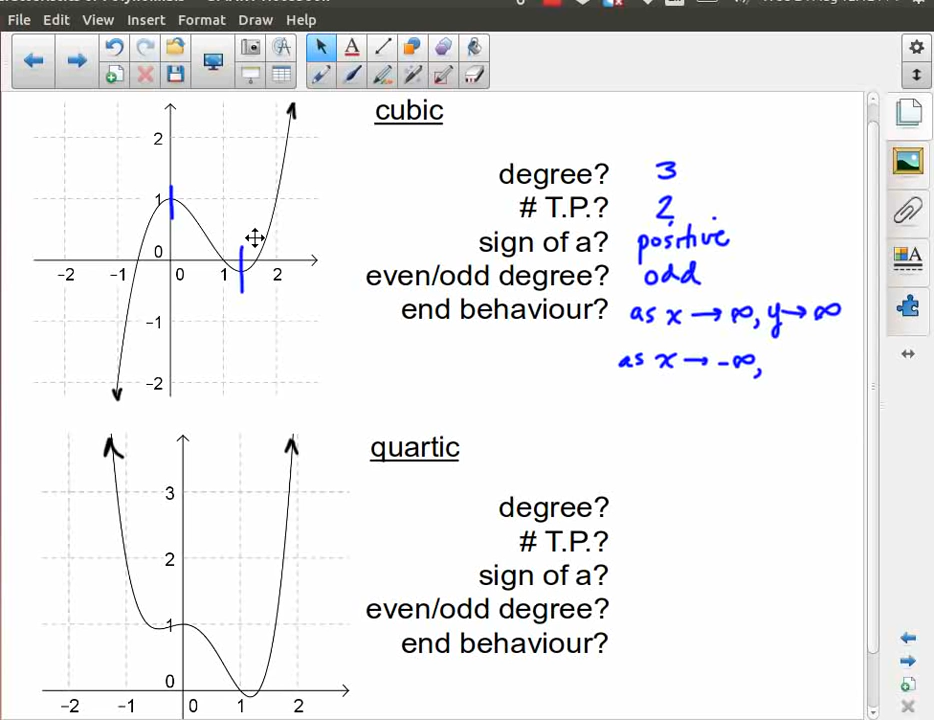 File Edit View Insert Format Draw Help
cubic
degree? 3
# T.P.? 2
sign of a? positive
even/odd degree? odd
end behaviour? as x → ∞, y → ∞
as x → -∞,
2
1
0
-2 -1 0 1 2
-1
-2
quartic
degree?
# T.P.?
sign of a?
even/odd degree?
end behaviour?
3
2
1
0
-2 -1 0 1 2